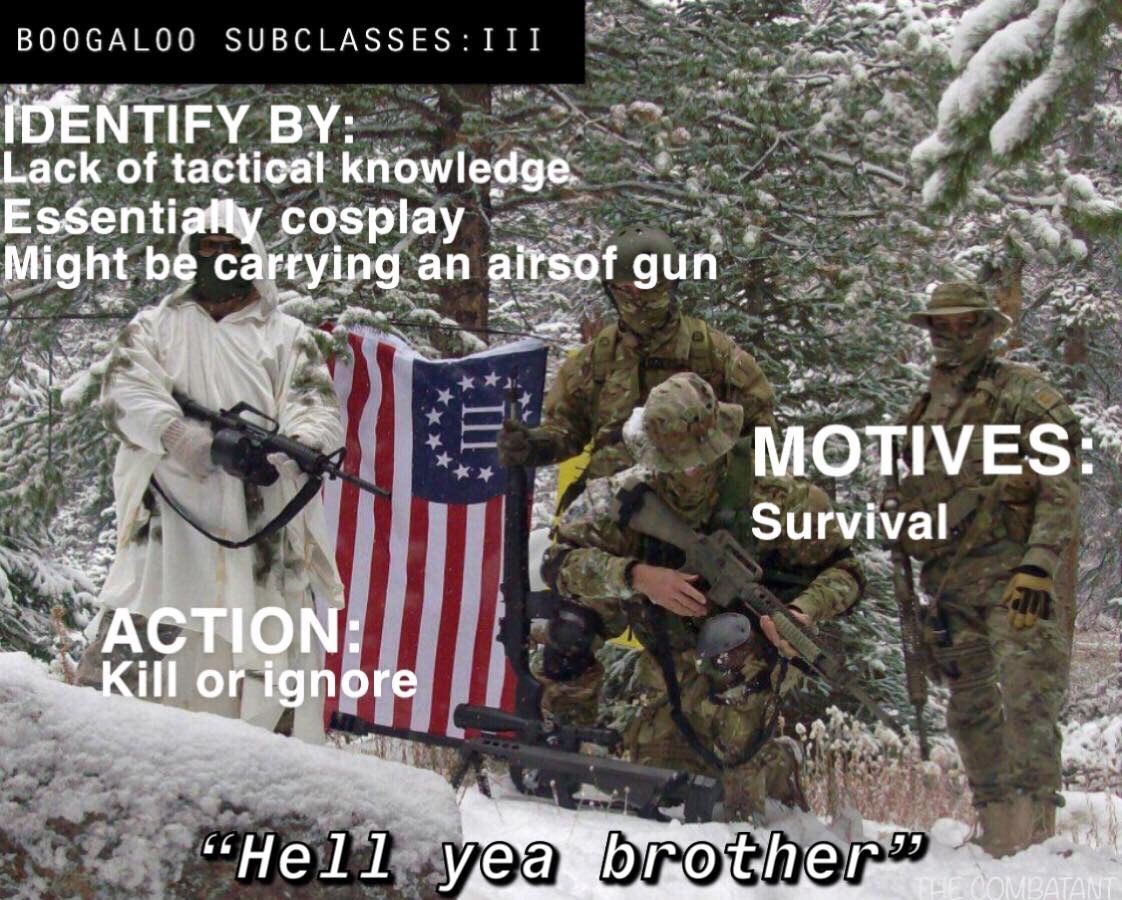 BOOGALOO SUBCLASSES:III
IDENTIFY BY:
Lack of tactical knowledge
Essentially cosplay
Might be carrying an airsof gun
III
MOTIVES:
Survival
ACTION:
Kill or ignore
“Hell yea brother”
THE COMBATANT